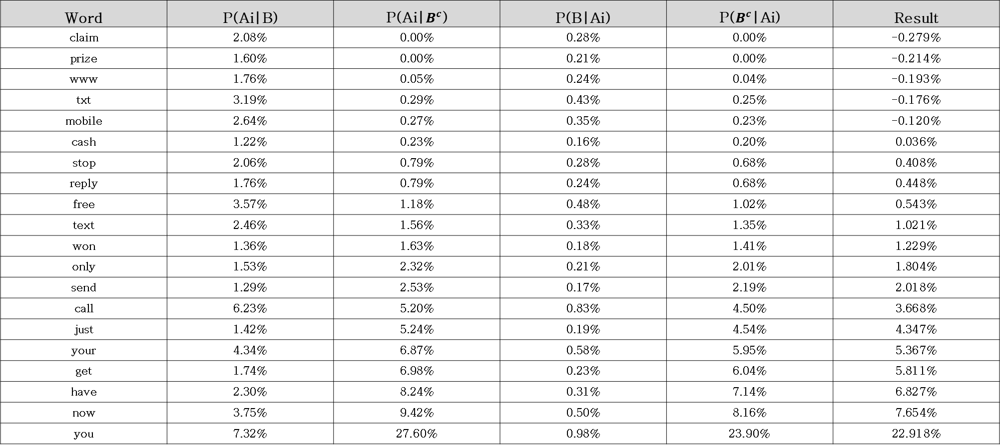 Word P(Ai|B) P(Ai|Bᶜ) P(B|Ai) P(Bᶜ|Ai) Result
claim 2.08% 0.00% 0.28% 0.00% -0.279%
prize 1.60% 0.00% 0.21% 0.00% -0.214%
www 1.76% 0.05% 0.24% 0.04% -0.193%
txt 3.19% 0.29% 0.43% 0.25% -0.176%
mobile 2.64% 0.27% 0.35% 0.23% -0.120%
cash 1.22% 0.23% 0.16% 0.20% 0.036%
stop 2.06% 0.79% 0.28% 0.68% 0.408%
reply 1.76% 0.79% 0.24% 0.68% 0.448%
free 3.57% 1.18% 0.48% 1.02% 0.543%
text 2.46% 1.56% 0.33% 1.35% 1.021%
won 1.36% 1.63% 0.18% 1.41% 1.229%
only 1.53% 2.32% 0.21% 2.01% 1.804%
send 1.29% 2.53% 0.17% 2.19% 2.018%
call 6.23% 5.20% 0.83% 4.50% 3.668%
just 1.42% 5.24% 0.19% 4.54% 4.347%
your 4.34% 6.87% 0.58% 5.95% 5.367%
get 1.74% 6.98% 0.23% 6.04% 5.811%
have 2.30% 8.24% 0.31% 7.14% 6.827%
now 3.75% 9.42% 0.50% 8.16% 7.654%
you 7.32% 27.60% 0.98% 23.90% 22.918%